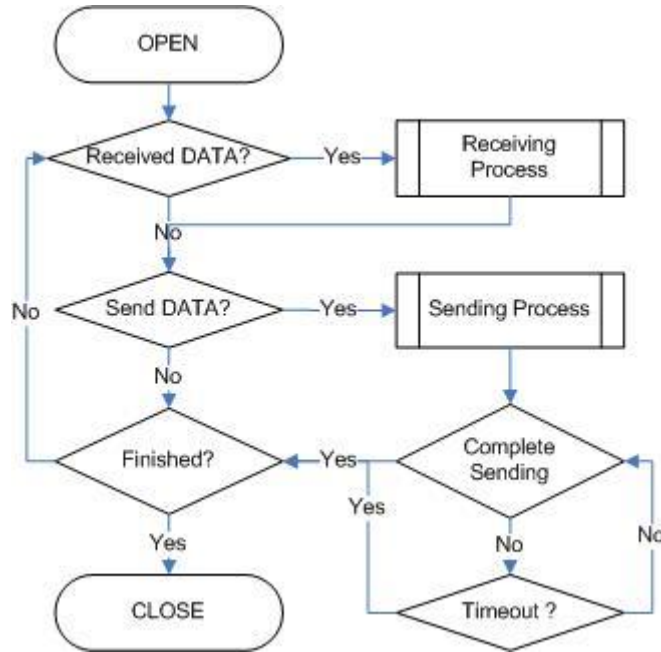 OPEN
Received DATA?
Yes
Receiving
Process
No
Send DATA?
Yes
Sending Process
No
No
Finished?
Yes
Complete
Sending
Yes
No
No
Yes
CLOSE
Timeout ?